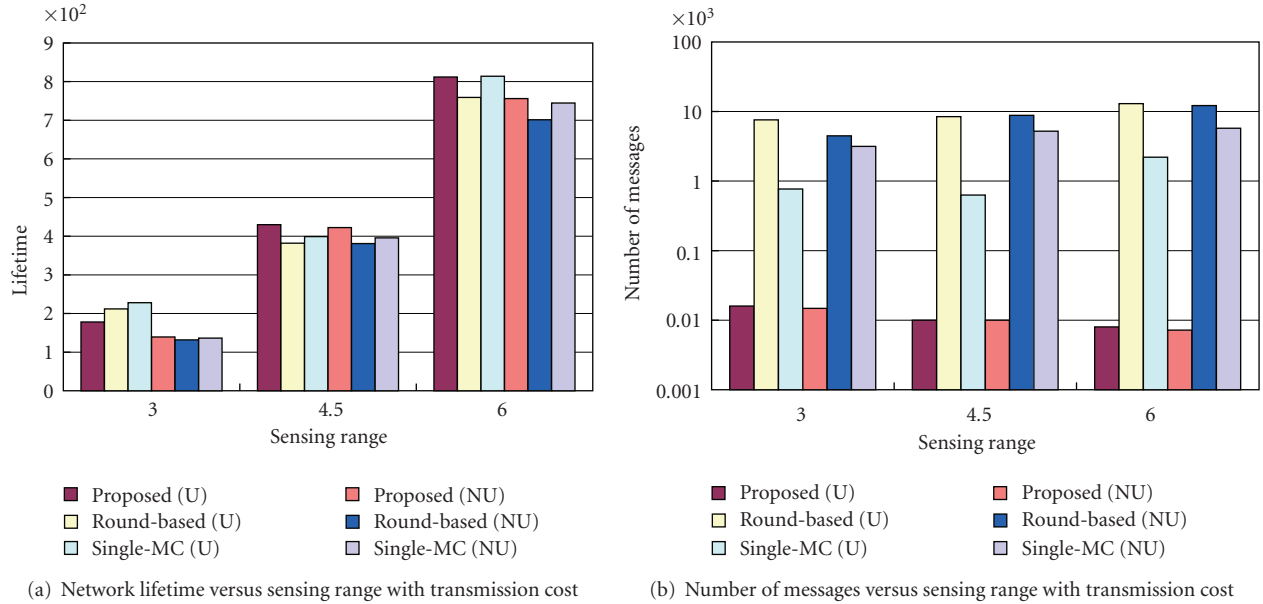 ×10²
9
8
7
6
5
4
3
2
1
0
Lifetime
3
4.5
6
Sensing range
Proposed (U)
Proposed (NU)
Round-based (U)
Round-based (NU)
Single-MC (U)
Single-MC (NU)
(a) Network lifetime versus sensing range with transmission cost
×10³
100
10
1
0.1
0.01
0.001
Number of messages
3
4.5
6
Sensing range
Proposed (U)
Proposed (NU)
Round-based (U)
Round-based (NU)
Single-MC (U)
Single-MC (NU)
(b) Number of messages versus sensing range with transmission cost